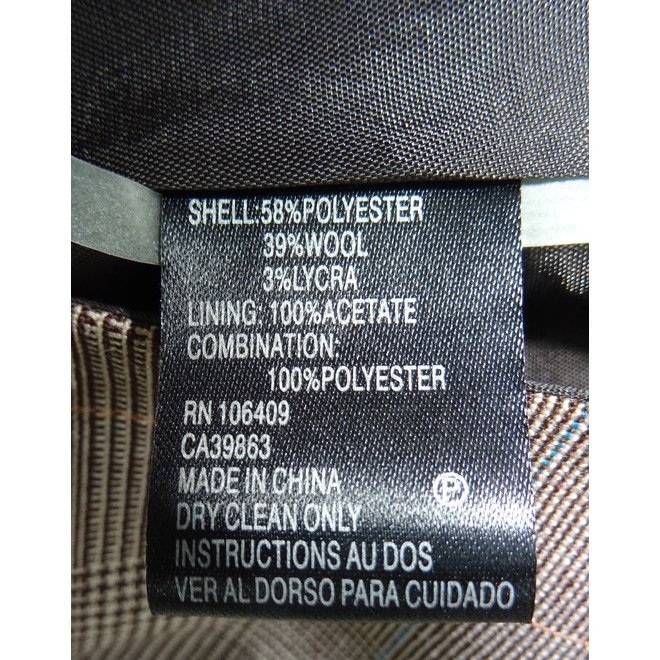 SHELL:58%POLYESTER
39%WOOL
3%LYCRA
LINING: 100%ACETATE
COMBINATION:
100%POLYESTER
RN 106409
CA39863
MADE IN CHINA
P
DRY CLEAN ONLY
INSTRUCTIONS AU DOS
VER AL DORSO PARA CUIDADO